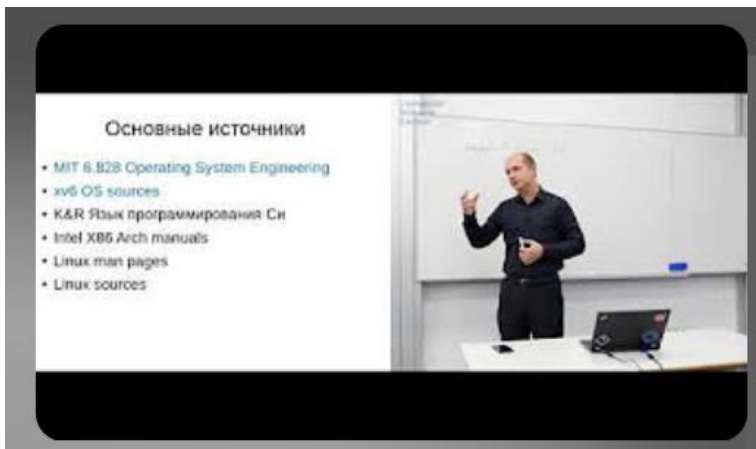 Основные источники
• MIT 6.828 Operating System Engineering
• xv6 OS sources
• K&R Язык программирования Си
• Intel X86 Arch manuals
• Linux man pages
• Linux sources